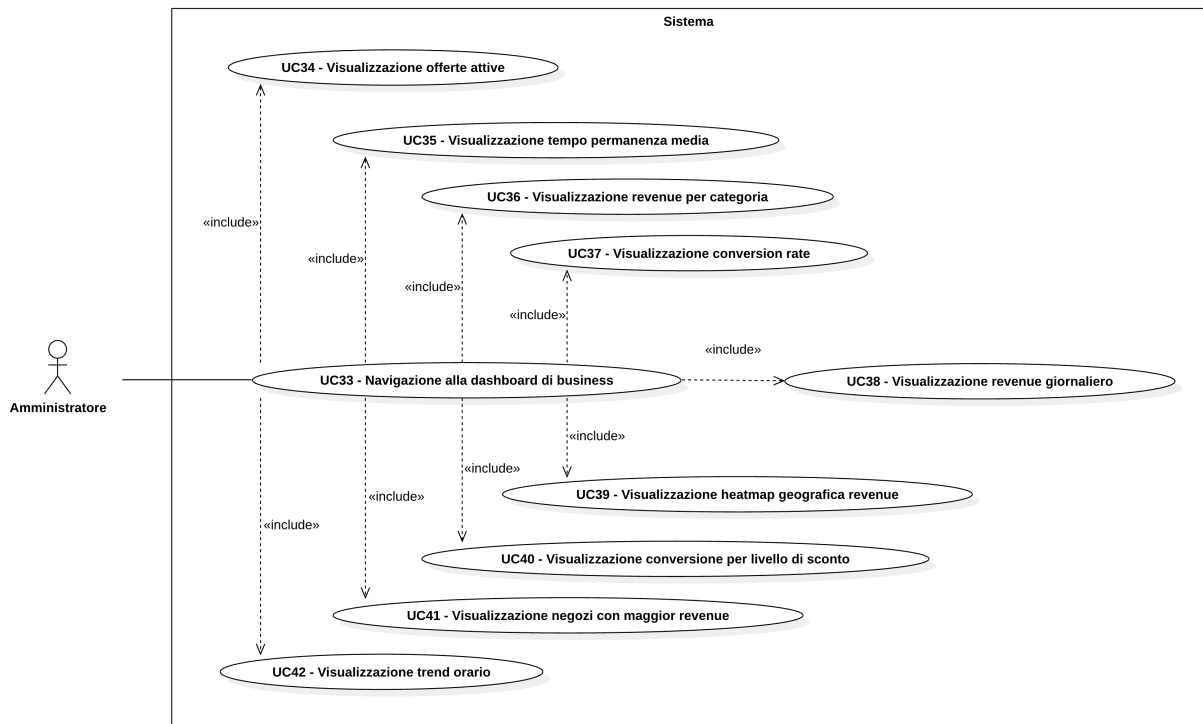 Sistema
UC34 - Visualizzazione offerte attive
UC35 - Visualizzazione tempo permanenza media
UC36 - Visualizzazione revenue per categoria
«include»
UC37 - Visualizzazione conversion rate
«include»
«include»
«include»
«include»
UC33 - Navigazione alla dashboard di business
UC38 - Visualizzazione revenue giornaliero
Amministratore
«include»
«include»
UC39 - Visualizzazione heatmap geografica revenue
«include»
«include»
UC40 - Visualizzazione conversione per livello di sconto
UC41 - Visualizzazione negozi con maggior revenue
UC42 - Visualizzazione trend orario